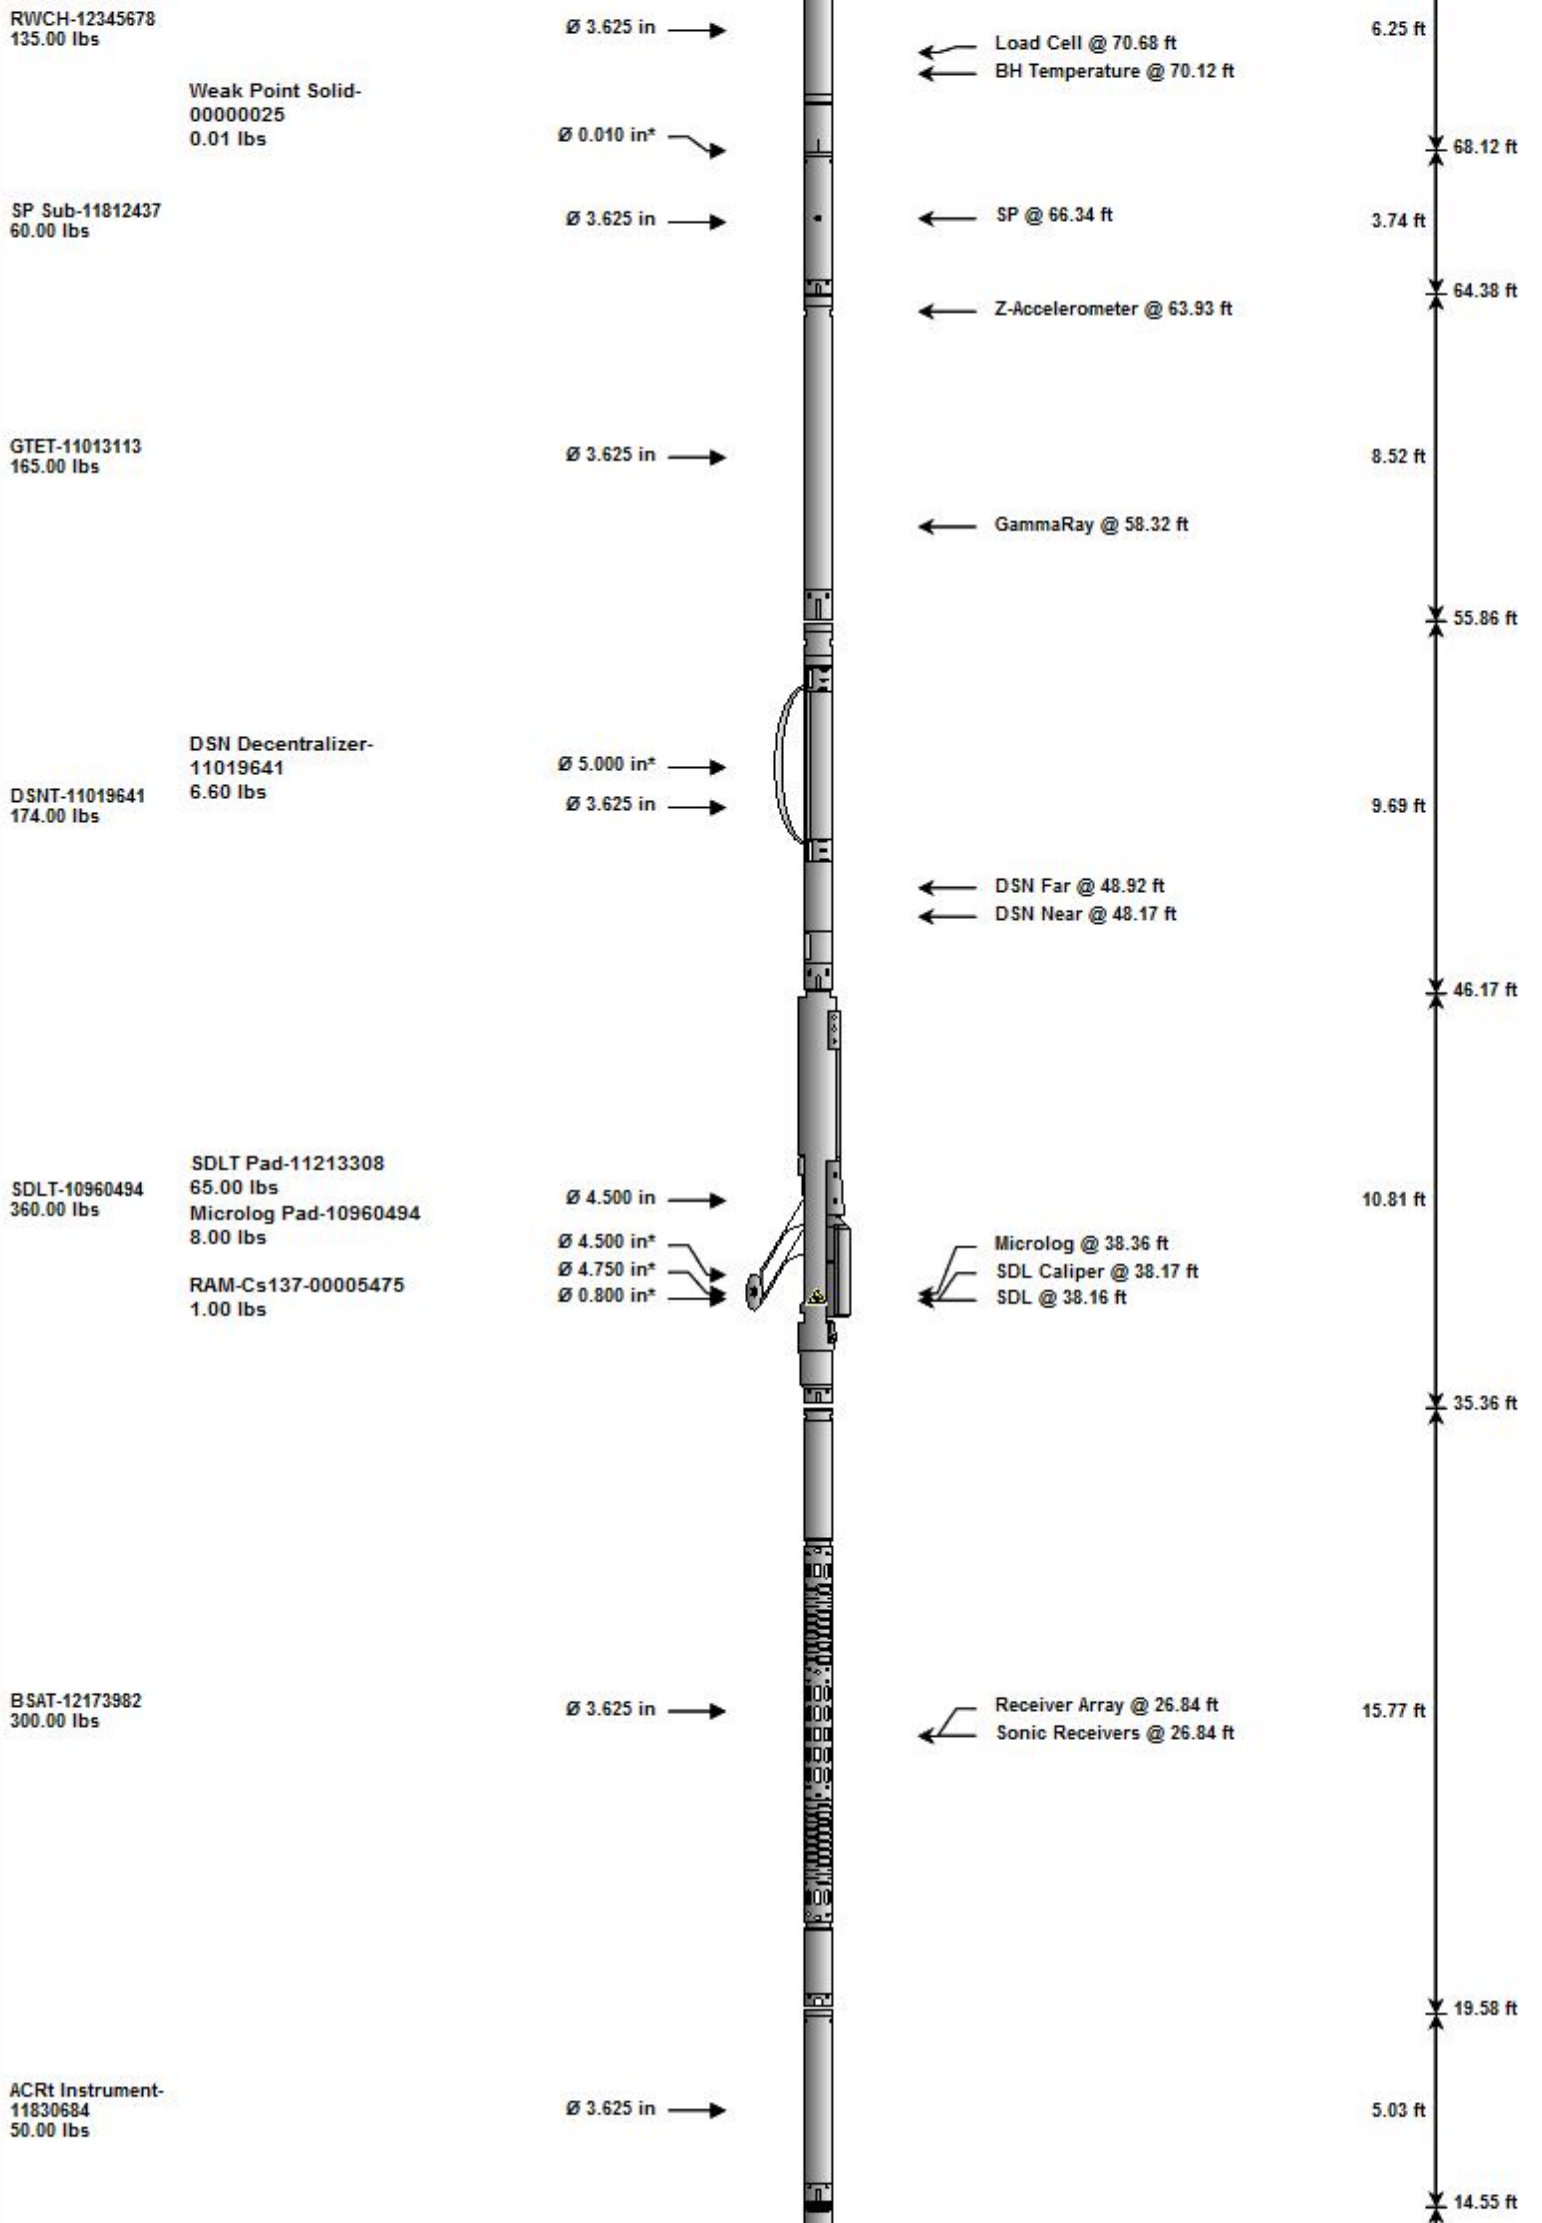 RWCH-12345678
135.00 lbs
Ø 3.625 in
6.25 ft
Load Cell @ 70.68 ft
BH Temperature @ 70.12 ft
Weak Point Solid-
00000025
0.01 lbs
Ø 0.010 in*
68.12 ft
SP Sub-11812437
60.00 lbs
Ø 3.625 in
SP @ 66.34 ft
3.74 ft
64.38 ft
Z-Accelerometer @ 63.93 ft
GTET-11013113
165.00 lbs
Ø 3.625 in
8.52 ft
GammaRay @ 58.32 ft
55.86 ft
DSN Decentralizer-
11019641
6.60 lbs
Ø 5.000 in*
DSNT-11019641
174.00 lbs
Ø 3.625 in
9.69 ft
DSN Far @ 48.92 ft
DSN Near @ 48.17 ft
46.17 ft
SDLT Pad-11213308
65.00 lbs
SDLT-10960494
360.00 lbs
Microlog Pad-10960494
8.00 lbs
RAM-Cs137-00005475
1.00 lbs
Ø 4.500 in
Ø 4.500 in*
Ø 4.750 in*
Ø 0.800 in*
10.81 ft
Microlog @ 38.36 ft
SDL Caliper @ 38.17 ft
SDL @ 38.16 ft
35.36 ft
BSAT-12173982
300.00 lbs
Ø 3.625 in
Receiver Array @ 26.84 ft
Sonic Receivers @ 26.84 ft
15.77 ft
19.58 ft
ACRt Instrument-
11830684
50.00 lbs
Ø 3.625 in
5.03 ft
14.55 ft